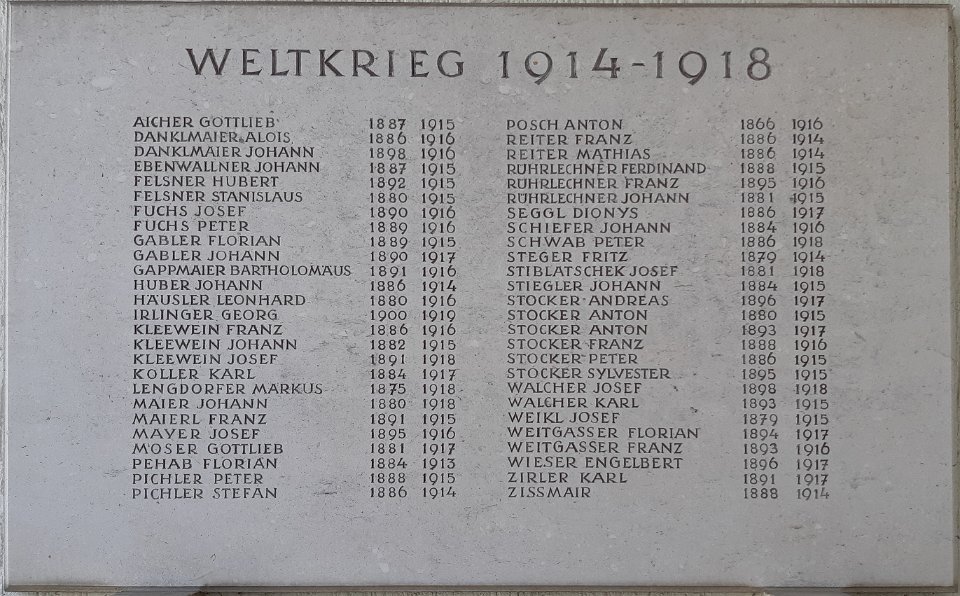 WELTKRIEG 1914-1918
AICHER GOTTLIEB 1887 1915
DANKLMAIER ALOIS 1886 1916
DANKLMAIER JOHANN 1898 1916
EBENWALLNER JOHANN 1887 1915
FELSNER HUBERT 1892 1915
FELSNER STANISLAUS 1880 1915
FUCHS JOSEF 1890 1916
FUCHS PETER 1889 1916
GABLER FLORIAN 1889 1915
GABLER JOHANN 1890 1917
GAPPMAIER BARTHOLOMÄUS 1891 1916
HUBER JOHANN 1886 1914
HÄUSLER LEONHARD 1880 1916
IRLINGER GEORG 1900 1919
KLEEWEIN FRANZ 1886 1916
KLEEWEIN JOHANN 1882 1915
KLEEWEIN JOSEF 1891 1918
KOLLER KARL 1884 1917
LENGDORFER MARKUS 1875 1918
MAIER JOHANN 1880 1918
MAIERL FRANZ 1891 1915
MAYER JOSEF 1895 1916
MOSER GOTTLIEB 1881 1917
PEHAB FLORIAN 1884 1913
PICHLER PETER 1888 1915
PICHLER STEFAN 1886 1914
POSCH ANTON 1866 1916
REITER FRANZ 1886 1914
REITER MATHIAS 1886 1914
RÜHRLECHNER FERDINAND 1888 1915
RÜHRLECHNER FRANZ 1895 1916
RÜHRLECHNER JOHANN 1881 1915
SEGGL DIONYS 1886 1917
SCHIEFER JOHANN 1884 1916
SCHWAB PETER 1886 1918
STEGER FRITZ 1879 1914
STIBLATSCHEK JOSEF 1881 1918
STIEGLER JOHANN 1884 1915
STOCKER ANDREAS 1896 1917
STOCKER ANTON 1880 1915
STOCKER ANTON 1893 1917
STOCKER FRANZ 1888 1916
STOCKER PETER 1886 1915
STOCKER SYLVESTER 1895 1915
WALCHER JOSEF 1898 1918
WALCHER KARL 1893 1915
WEIKL JOSEF 1879 1915
WEITGASSER FLORIAN 1894 1917
WEITGASSER FRANZ 1893 1916
WIESER ENGELBERT 1896 1917
ZIRLER KARL 1891 1917
ZISSMAIR 1888 1914